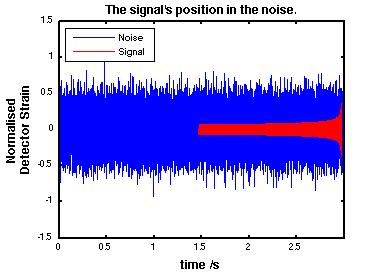 The signal's position in the noise.
Noise
Signal
Normalised
Detector Strain
1.5
1
0.5
0
-0.5
-1
-1.5
0 0.5 1 1.5 2 2.5
time /s